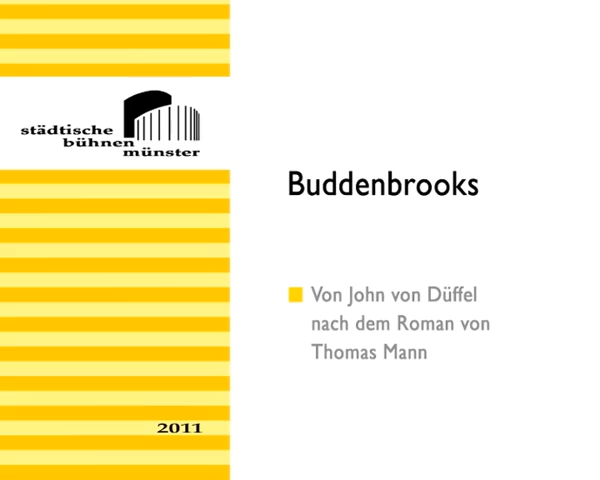 städtische
bühnen
münster
Buddenbrooks
Von John von Düffel
nach dem Roman von
Thomas Mann
2011